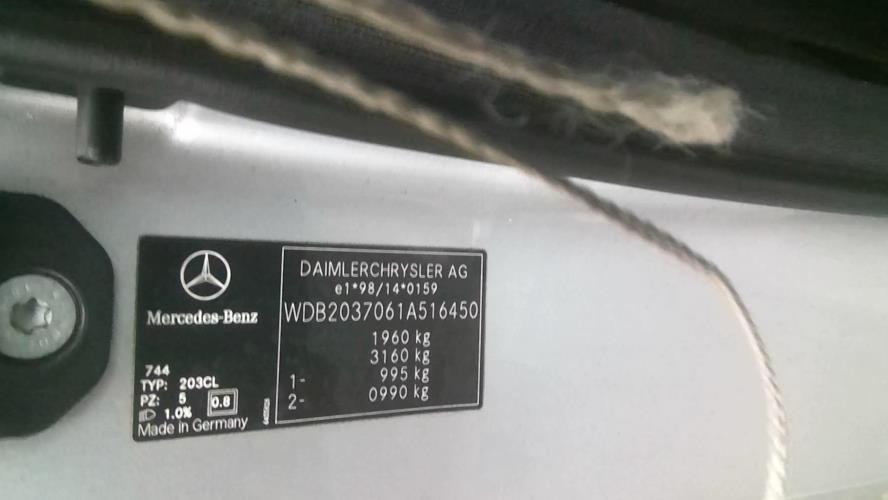 Mercedes-Benz
744
TYP: 203CL
PZ: 5 0.8
1.0%
Made in Germany
DAIMLERCHRYSLER AG
e1*98/14*0159
WDB2037061A516450
1960 kg
3160 kg
1- 995 kg
2- 0990 kg